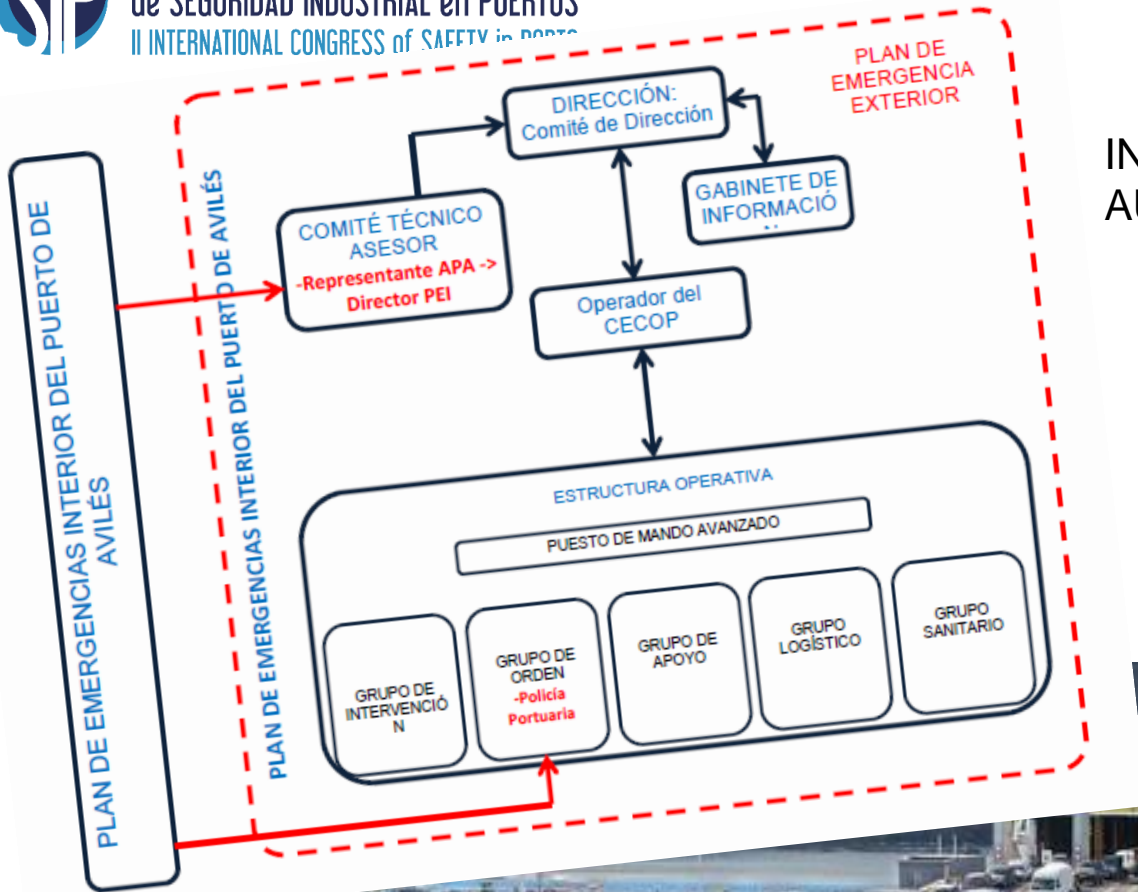 de SEGURIDAD INDUSTRIAL en PUERTOS
II INTERNATIONAL CONGRESS of SAFETY in PORTS
PLAN DE
EMERGENCIA
EXTERIOR
DIRECCIÓN:
Comité de Dirección
GABINETE DE
INFORMACIÓ
IN
AU
COMITÉ TÉCNICO
ASESOR
-Representante APA ->
Director PEI
Operador del
CECOP
PLAN DE EMERGENCIAS INTERIOR DEL PUERTO DE
AVILÉS
PLAN DE EMERGENCIAS INTERIOR DEL PUERTO DE AVILÉS
ESTRUCTURA OPERATIVA
PUESTO DE MANDO AVANZADO
GRUPO DE
INTERVENCIÓ
N
GRUPO DE
ORDEN
-Policía
Portuaria
GRUPO DE
APOYO
GRUPO
LOGÍSTICO
GRUPO
SANITARIO